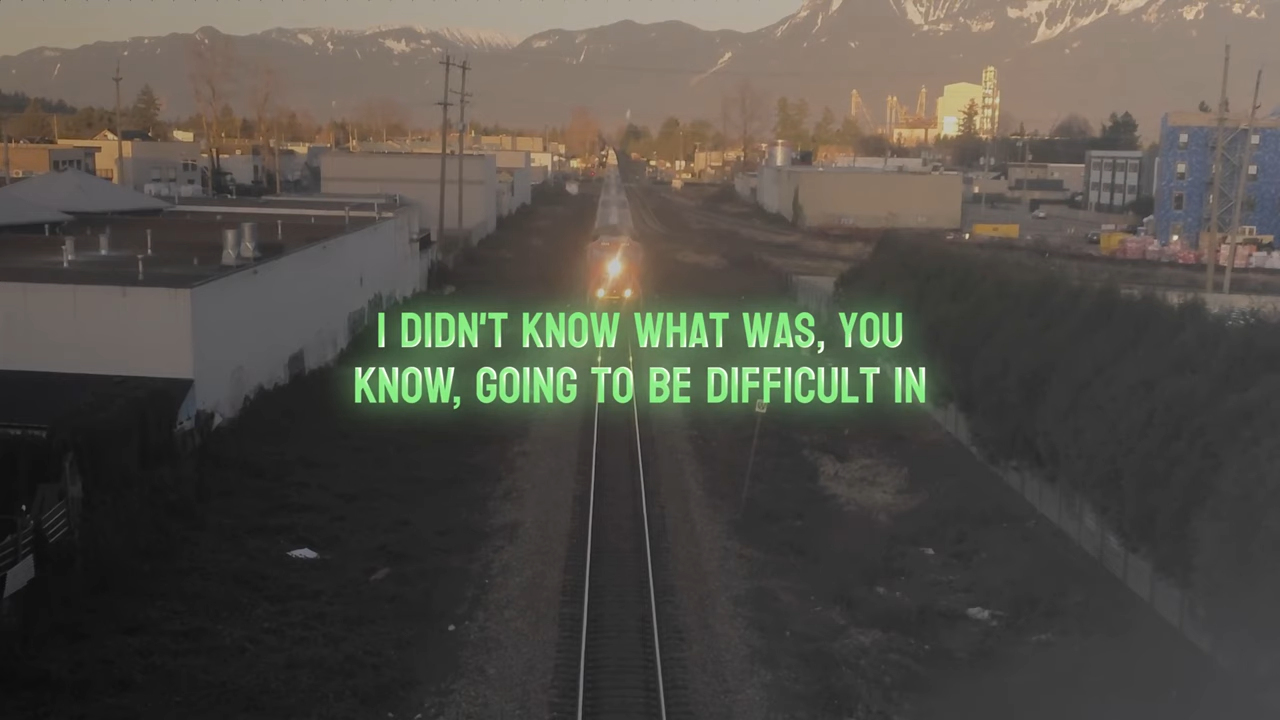 I DIDN'T KNOW WHAT WAS, YOU
KNOW, GOING TO BE DIFFICULT IN